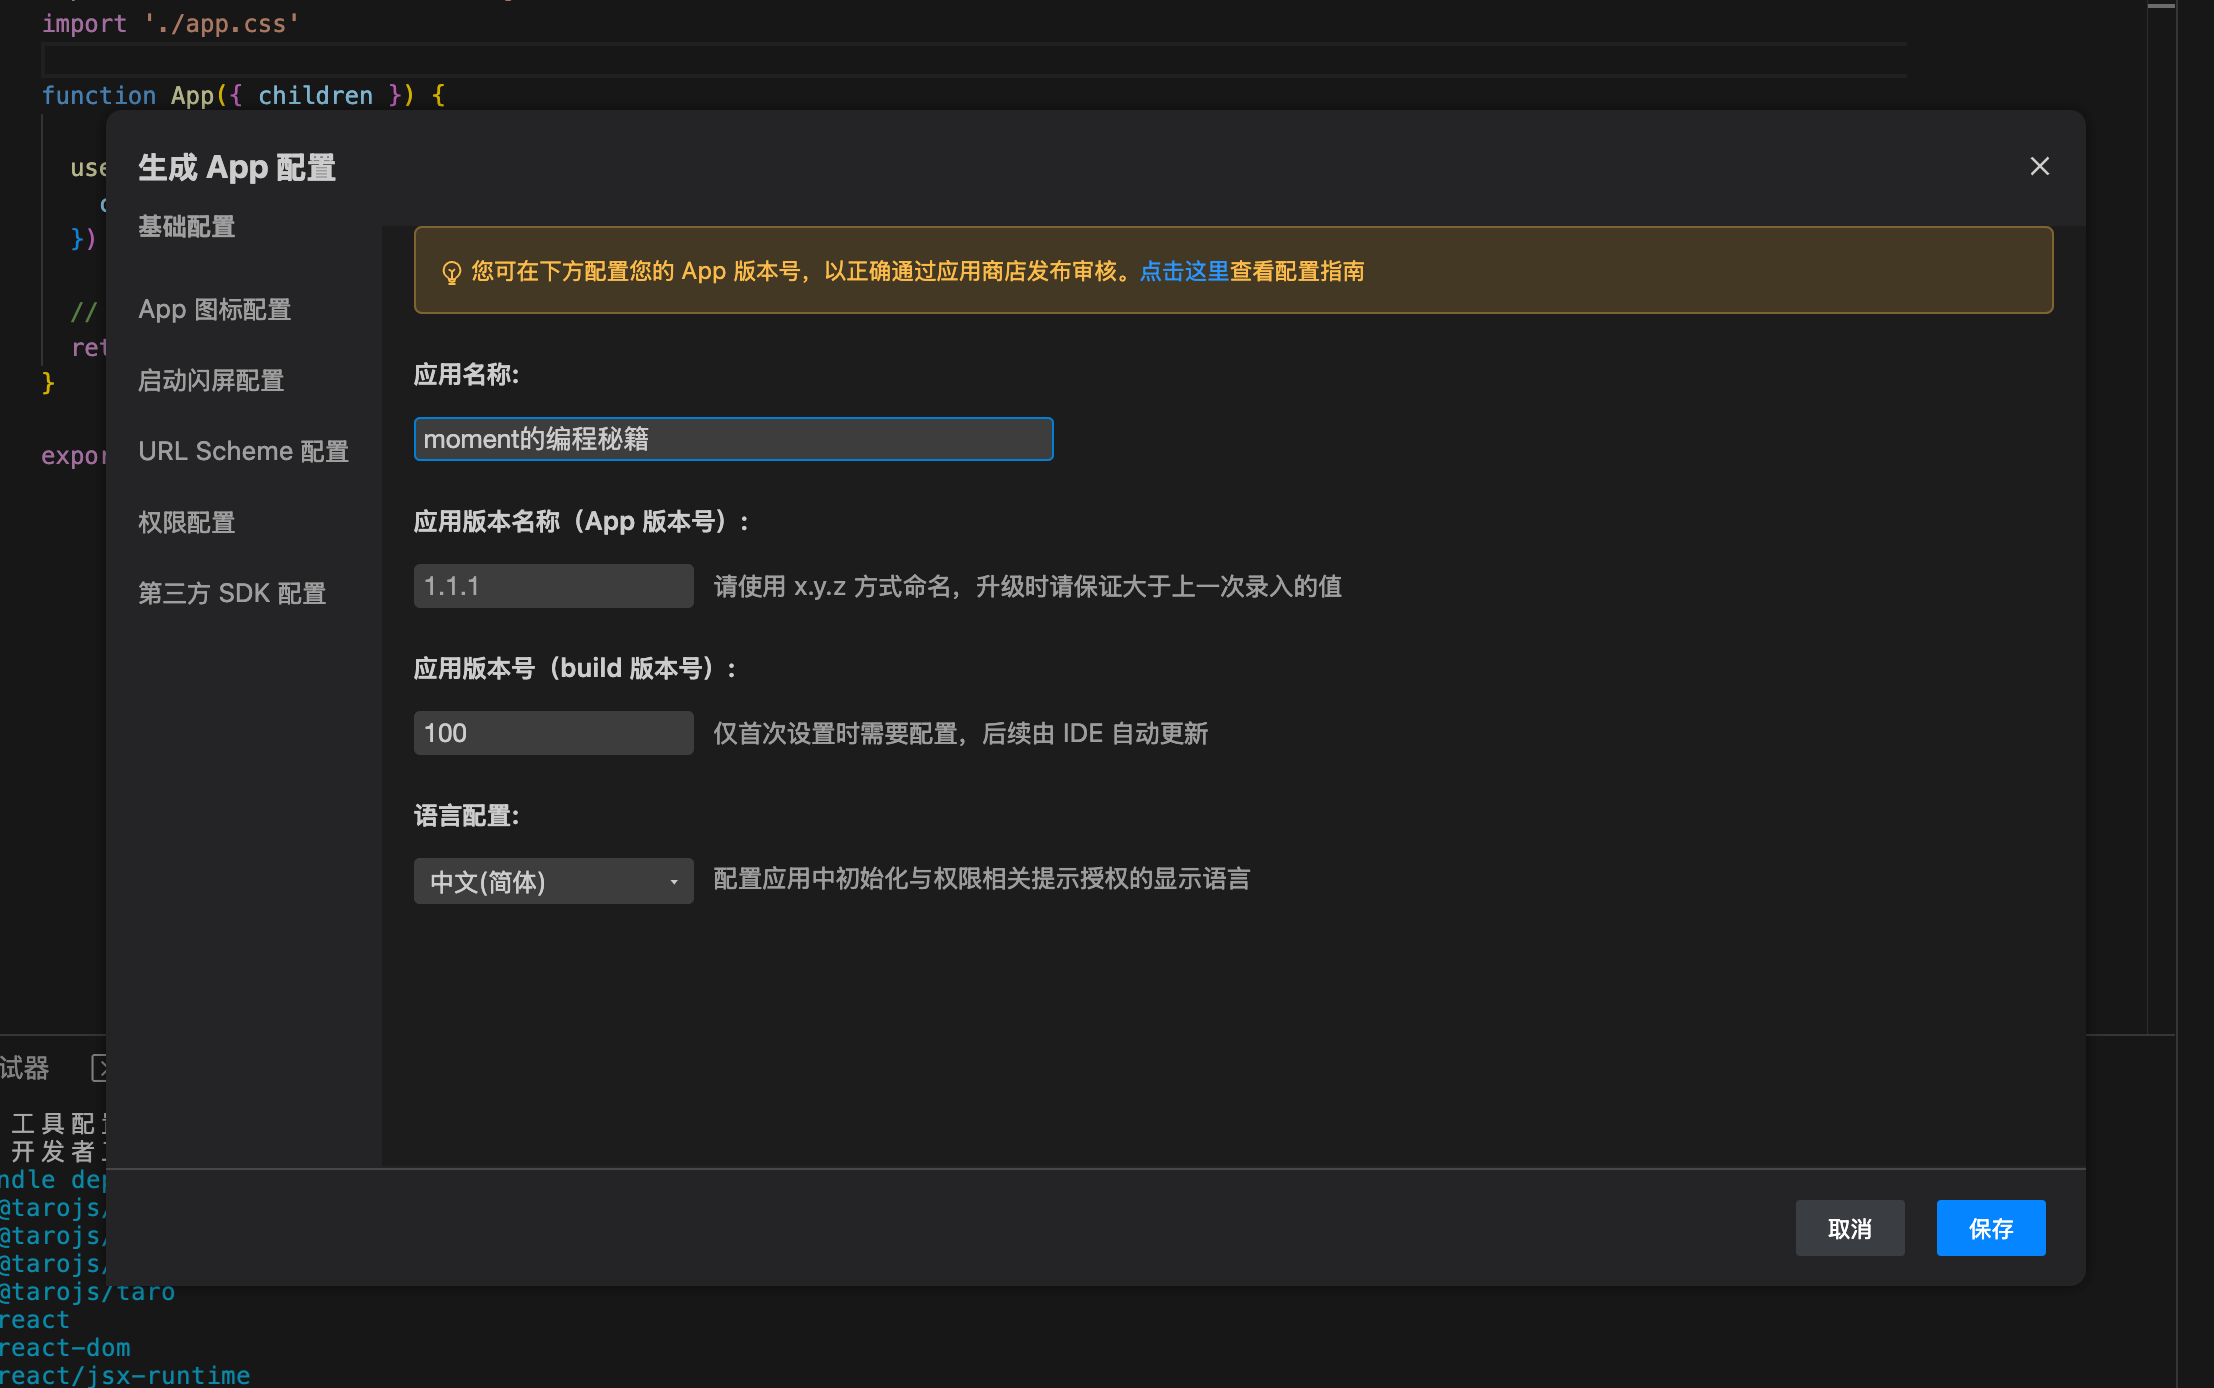 import './app.css'
function App({ children }) {
use
})
//
ret
}
expor
生成 App 配置
基础配置
App 图标配置
启动闪屏配置
URL Scheme 配置
权限配置
第三方 SDK 配置
您可在下方配置您的 App 版本号，以正确通过应用商店发布审核。点击这里查看配置指南
应用名称:
moment的编程秘籍
应用版本名称（App 版本号）:
1.1.1 请使用 x.y.z 方式命名，升级时请保证大于上一次录入的值
应用版本号（build 版本号）:
100 仅首次设置时需要配置，后续由 IDE 自动更新
语言配置:
中文(简体) 配置应用中初始化与权限相关提示授权的显示语言
取消 保存
试器
工具配
开发者
ndle dep
@tarojs/
@tarojs/
@tarojs/
@tarojs/taro
react
react-dom
react/jsx-runtime